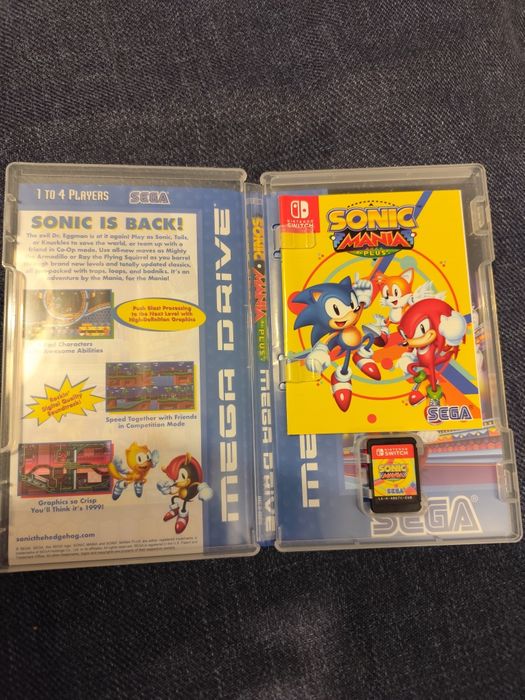 1 TO 4 PLAYERS
SEGA
SONIC IS BACK!
The evil Dr. Eggman is at it again! Play as Sonic, Tails,
or Knuckles to save the world, or team up with a
friend in Co-op mode. Use all-new moves as Mighty
the Armadillo or Ray the Flying Squirrel as you barrel
through brand new levels and totally updated classics,
all jam-packed with traps, loops, and badniks. It's an
adventure by the Mania, for the Mania!
Push Blast Processing
to the Next Level with
High-Definition Graphics
Characters
Awesome Abilities
Rockin'
Digital Quality
Soundtrack!
Speed Together with Friends
in Competition Mode
Graphics so Crisp
You'll Think it's 1999!
sonicthehedgehog.com
MEGA DRIVE
SONIC MANIA PLUS
MEGA DRIVE
NINTENDO
SWITCH
SONIC
MANIA
PLUS
SEGA
ME
NINTENDO
SWITCH
SONIC
MANIA
SEGA
SEGA